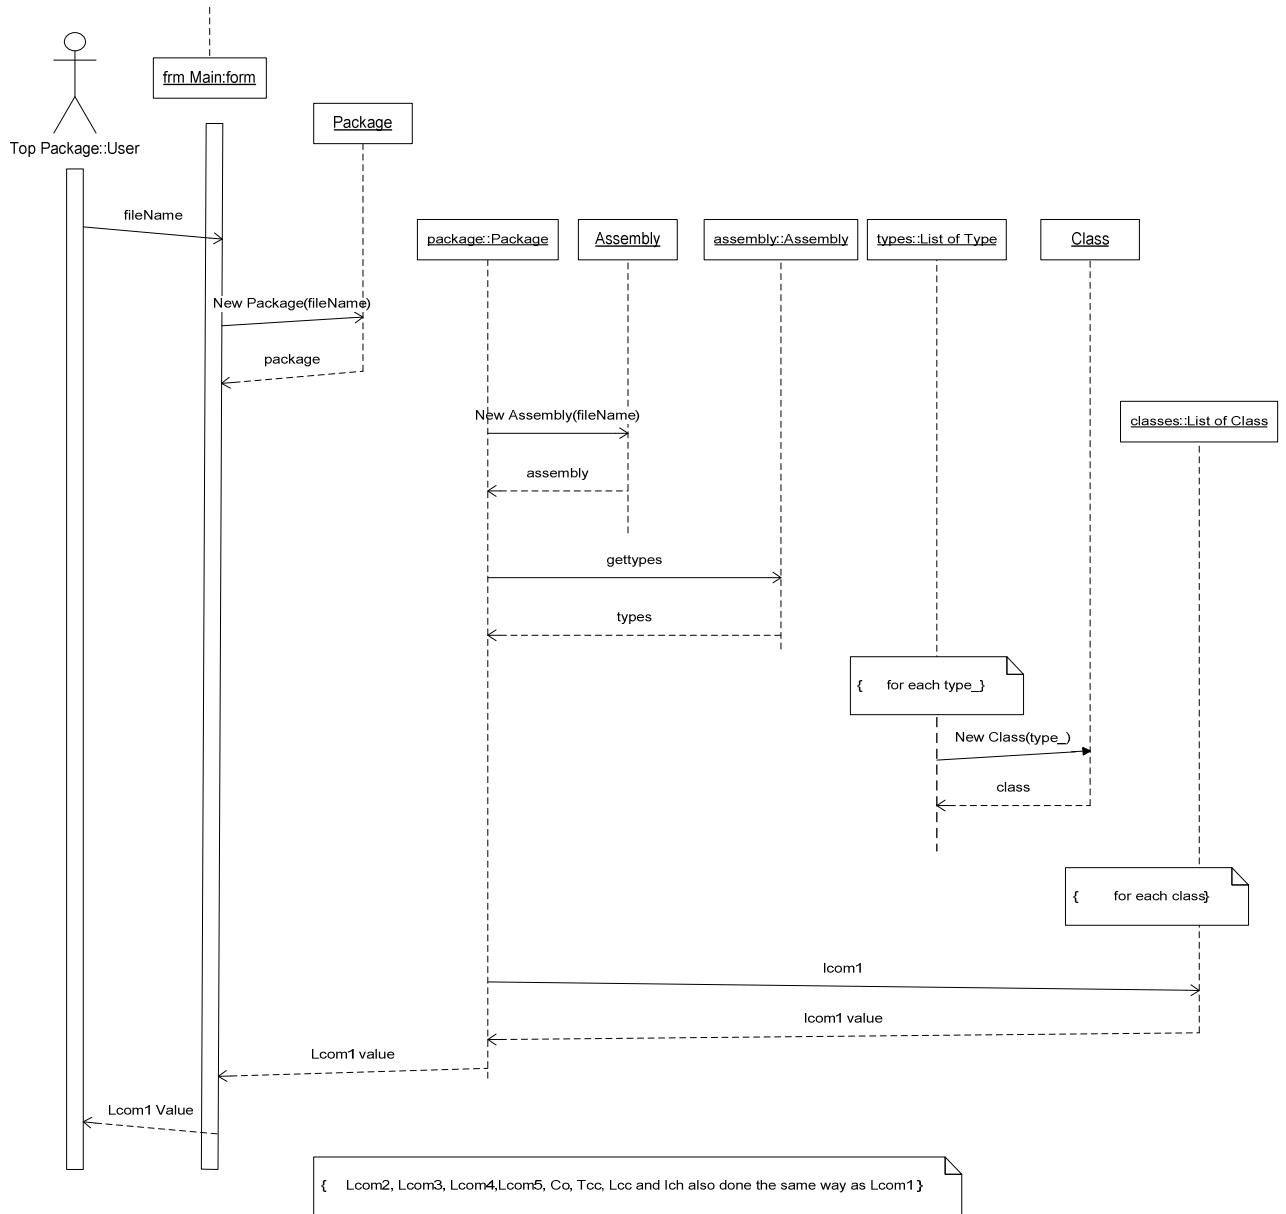 frm Main:form
Package
Top Package::User
fileName
package::Package
Assembly
assembly::Assembly
types::List of Type
Class
New Package(fileName)
package
New Assembly(fileName)
classes::List of Class
assembly
gettypes
types
{ for each type_}
New Class(type_)
class
{ for each class}
lcom1
lcom1 value
Lcom1 value
Lcom1 Value
{ Lcom2, Lcom3, Lcom4,Lcom5, Co, Tcc, Lcc and Ich also done the same way as Lcom1}